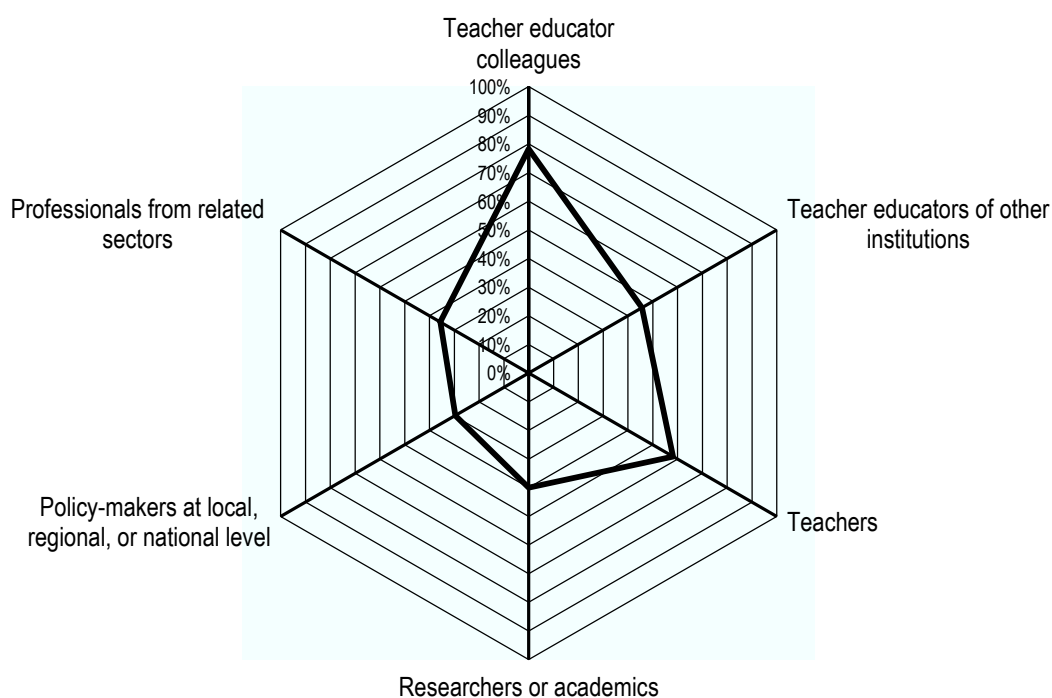 Teacher educator
colleagues
100%
90%
80%
70%
60%
50%
40%
30%
20%
10%
0%
Professionals from related
sectors
Teacher educators of other
institutions
Policy-makers at local,
regional, or national level
Teachers
Researchers or academics